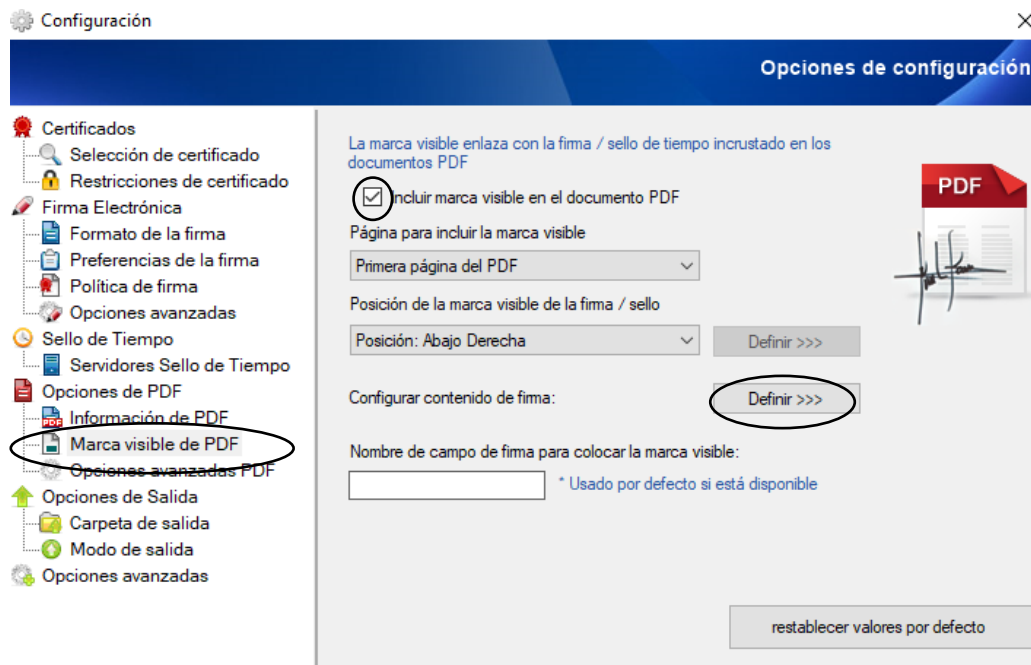 Configuración
Opciones de configuración
Certificados
Selección de certificado
Restricciones de certificado
Firma Electrónica
Formato de la firma
Preferencias de la firma
Política de firma
Opciones avanzadas
Sello de Tiempo
Servidores Sello de Tiempo
Opciones de PDF
Información de PDF
Marca visible de PDF
Opciones avanzadas PDF
Opciones de Salida
Carpeta de salida
Modo de salida
Opciones avanzadas
La marca visible enlaza con la firma / sello de tiempo incrustado en los
documentos PDF
Incluir marca visible en el documento PDF
Página para incluir la marca visible
Primera página del PDF
Posición de la marca visible de la firma / sello
Posición: Abajo Derecha
Definir >>>
Configurar contenido de firma:
Definir >>>
Nombre de campo de firma para colocar la marca visible:
* Usado por defecto si está disponible
PDF
restablecer valores por defecto